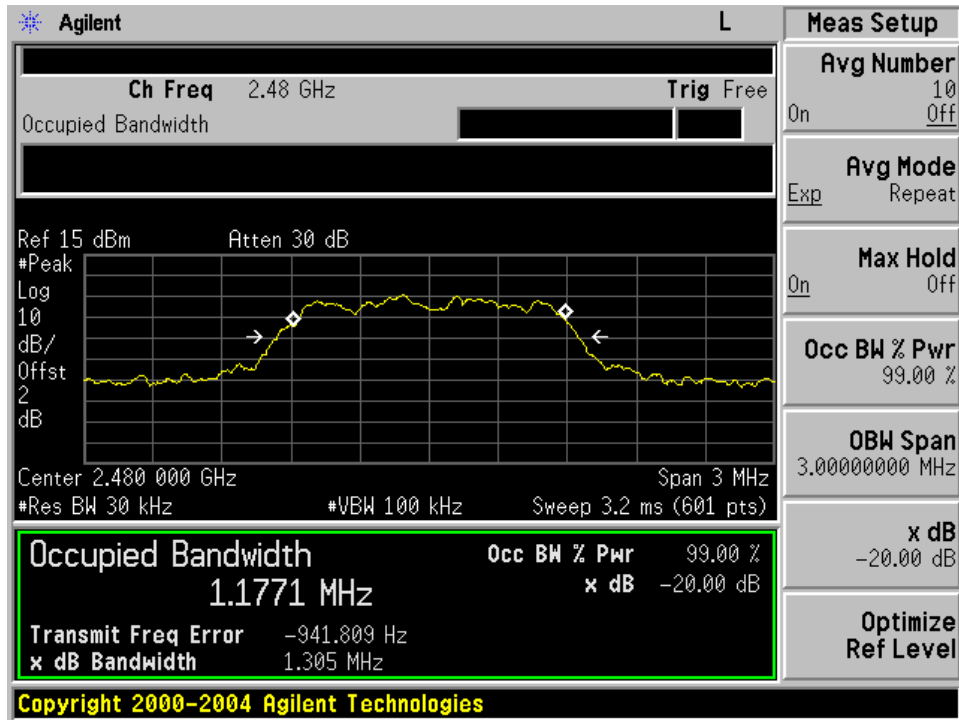 Agilent L
Ch Freq 2.48 GHz Trig Free
Occupied Bandwidth
Ref 15 dBm Atten 30 dB
#Peak
Log
10
dB/
Offst
2
dB
Center 2.480 000 GHz Span 3 MHz
#Res BW 30 kHz #VBW 100 kHz Sweep 3.2 ms (601 pts)
Occupied Bandwidth Occ BW % Pwr 99.00 %
1.1771 MHz x dB -20.00 dB
Transmit Freq Error -941.809 Hz
x dB Bandwidth 1.305 MHz
Copyright 2000-2004 Agilent Technologies
Meas Setup
Avg Number
10
On Off
Avg Mode
Exp Repeat
Max Hold
On Off
Occ BW % Pwr
99.00 %
OBW Span
3.00000000 MHz
x dB
-20.00 dB
Optimize
Ref Level